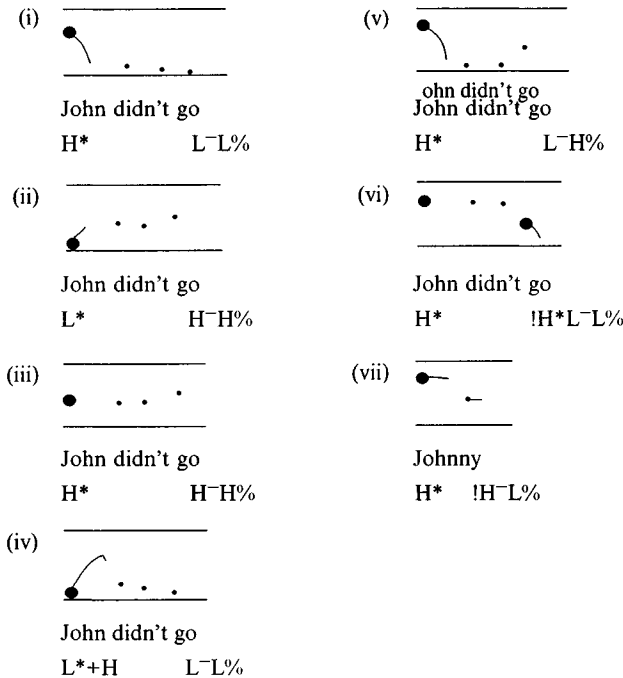 (i)
John didn't go
H* L⁻L%
(ii)
John didn't go
L* H⁻H%
(iii)
John didn't go
H* H⁻H%
(iv)
John didn't go
L*+H L⁻L%
(v)
ohn didn't go
John didn't go
H* L⁻H%
(vi)
John didn't go
H* !H*L⁻L%
(vii)
Johnny
H* !H⁻L%